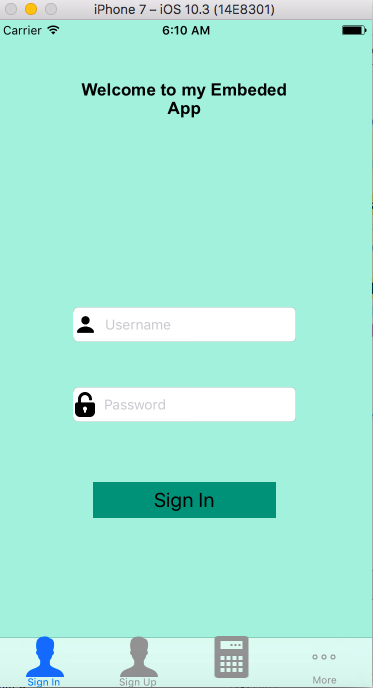 iPhone 7 – iOS 10.3 (14E8301)
Carrier 6:10 AM
Welcome to my Embeded
App
Username
Password
Sign In
Sign In Sign Up More